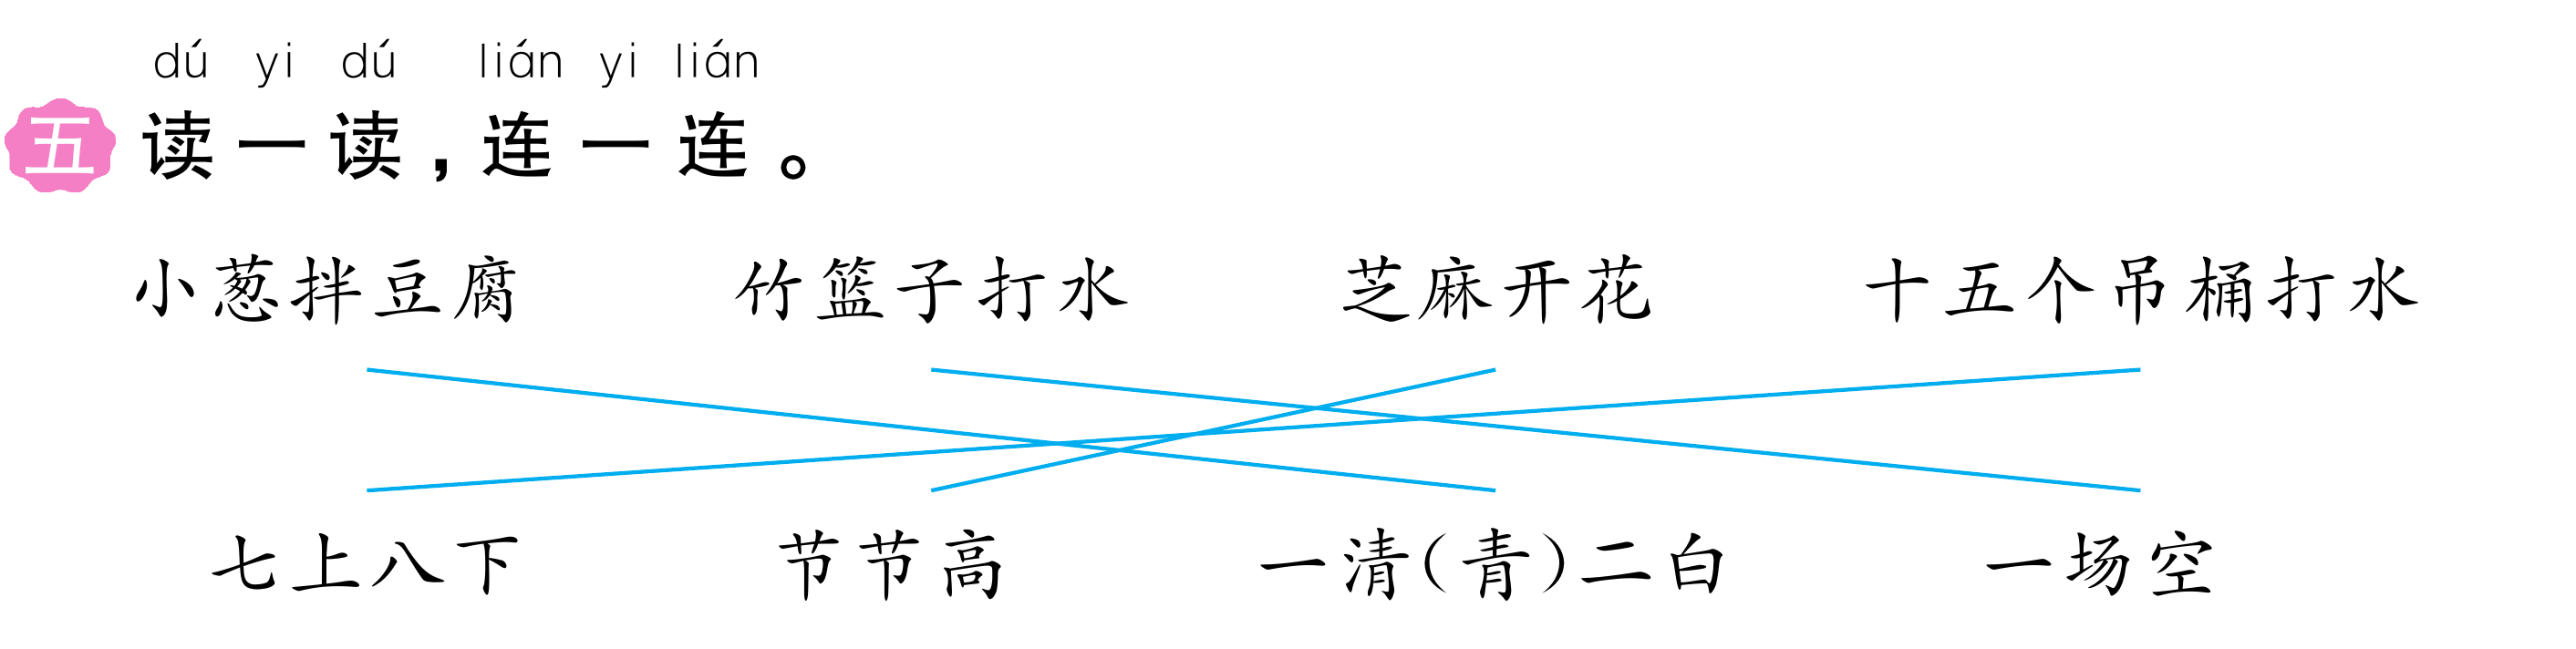 dú yi dú lián yi lián
五 读一读,连一连。
小葱拌豆腐 竹篮子打水 芝麻开花 十五个吊桶打水
七上八下 节节高 一清(青)二白 一场空